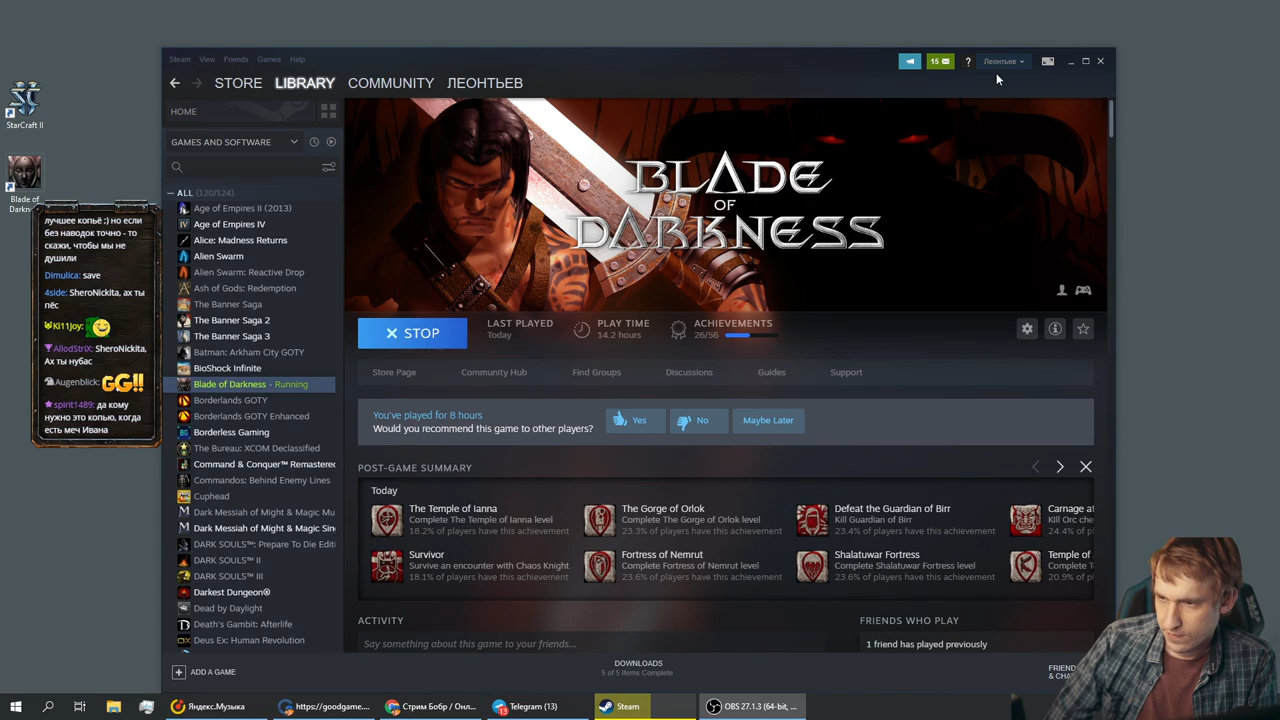 Steam View Friends Games Help
15
?
Леонтьев
STORE LIBRARY COMMUNITY ЛЕОНТЬЕВ
StarCraft II
Blade of
Darkn
HOME
GAMES AND SOFTWARE
ALL (120/124)
Age of Empires II (2013)
Age of Empires IV
Alice: Madness Returns
Alien Swarm
Alien Swarm: Reactive Drop
Ash of Gods: Redemption
The Banner Saga
The Banner Saga 2
The Banner Saga 3
Batman: Arkham City GOTY
BioShock Infinite
Blade of Darkness - Running
Borderlands GOTY
Borderlands GOTY Enhanced
Borderless Gaming
The Bureau: XCOM Declassified
Command & Conquer™ Remastere
Commandos: Behind Enemy Lines
Cuphead
Dark Messiah of Might & Magic Mu
Dark Messiah of Might & Magic Sin
DARK SOULS™: Prepare To Die Editi
DARK SOULS™ II
DARK SOULS™ III
Darkest Dungeon®
Dead by Daylight
Death's Gambit: Afterlife
Deus Ex: Human Revolution
ADD A GAME
лучшее копьё ;) но если
без наводок точно - то
скажи, чтобы мы не
душили
Dimulica: save
4side: SheroNickita, ах ты
пёс
Ki11Joy:
AllodStriX: SheroNickita,
Ах ты нубас
Augenblick: GG!!
spirit1489: да кому
нужно это копью, когда
есть меч Ивана
BLADE
OF
DARKNESS
STOP
LAST PLAYED
Today
PLAY TIME
14.2 hours
ACHIEVEMENTS
26/56
Store Page Community Hub Find Groups Discussions Guides Support
You've played for 8 hours
Would you recommend this game to other players?
Yes No Maybe Later
POST-GAME SUMMARY
Today
The Temple of Ianna
Complete The Temple of Ianna level
18.2% of players have this achievement
The Gorge of Orlok
Complete The Gorge of Orlok level
23.3% of players have this achievement
Defeat the Guardian of Birr
Kill Guardian of Birr
23.4% of players have this achievement
Carnage at
Kill Orc che
24.4% of p
Survivor
Survive an encounter with Chaos Knight
18.1% of players have this achievement
Fortress of Nemrut
Complete Fortress of Nemrut level
23.6% of players have this achievement
Shalatuwar Fortress
Complete Shalatuwar Fortress level
23.6% of players have this achievement
Temple of
Complete T
20.9% of p
ACTIVITY
Say something about this game to your friends...
FRIENDS WHO PLAY
1 friend has played previously
DOWNLOADS
5 of 5 Items Complete
FRIEND
& CHA
Яндекс.Музыка
https://goodgame....
Стрим Бобр / Онл...
13
Telegram (13)
Steam
OBS 27.1.3 (64-bit, ...